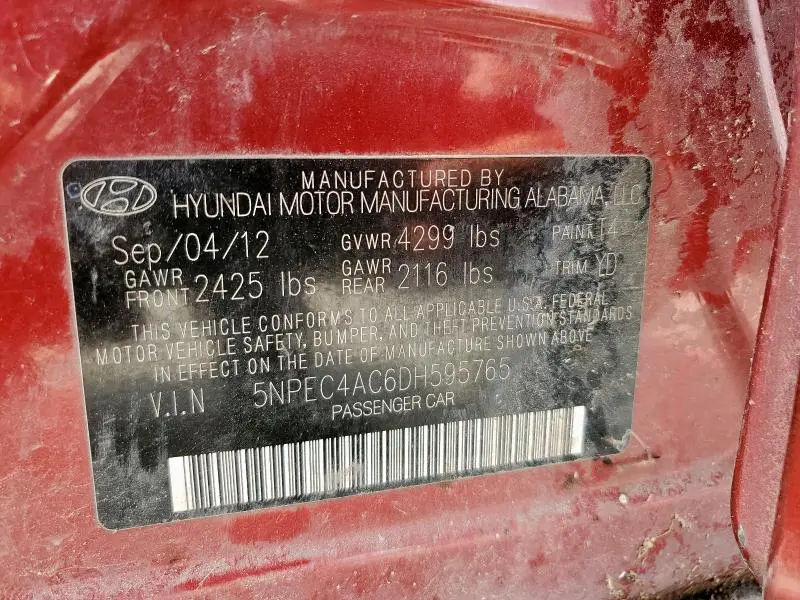 MANUFACTURED BY
HYUNDAI MOTOR MANUFACTURING ALABAMA, LLC
Sep/04/12 GVWR 4299 lbs PAINT T4
GAWR FRONT 2425 lbs GAWR REAR 2116 lbs TRIM YD
THIS VEHICLE CONFORMS TO ALL APPLICABLE U.S.A. FEDERAL
MOTOR VEHICLE SAFETY, BUMPER, AND THEFT PREVENTION STANDARDS
IN EFFECT ON THE DATE OF MANUFACTURE SHOWN ABOVE
V.I.N 5NPEC4AC6DH595765
PASSENGER CAR